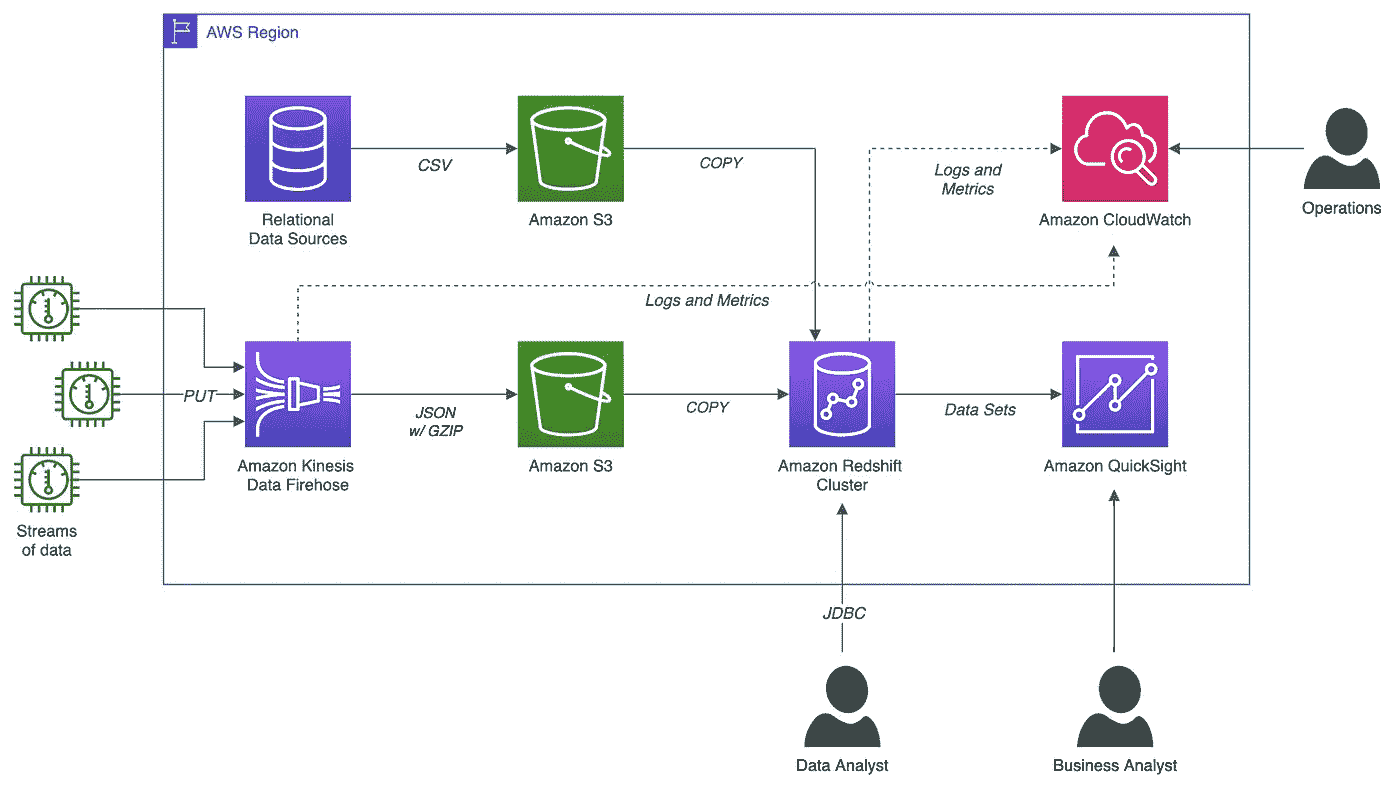 AWS Region
CSV
COPY
Logs and
Metrics
Relational
Data Sources
Amazon S3
Amazon CloudWatch
Operations
Logs and Metrics
PUT
JSON
w/ GZIP
COPY
Data Sets
Amazon Kinesis
Data Firehose
Amazon S3
Amazon Redshift
Cluster
Amazon QuickSight
Streams
of data
JDBC
Data Analyst
Business Analyst